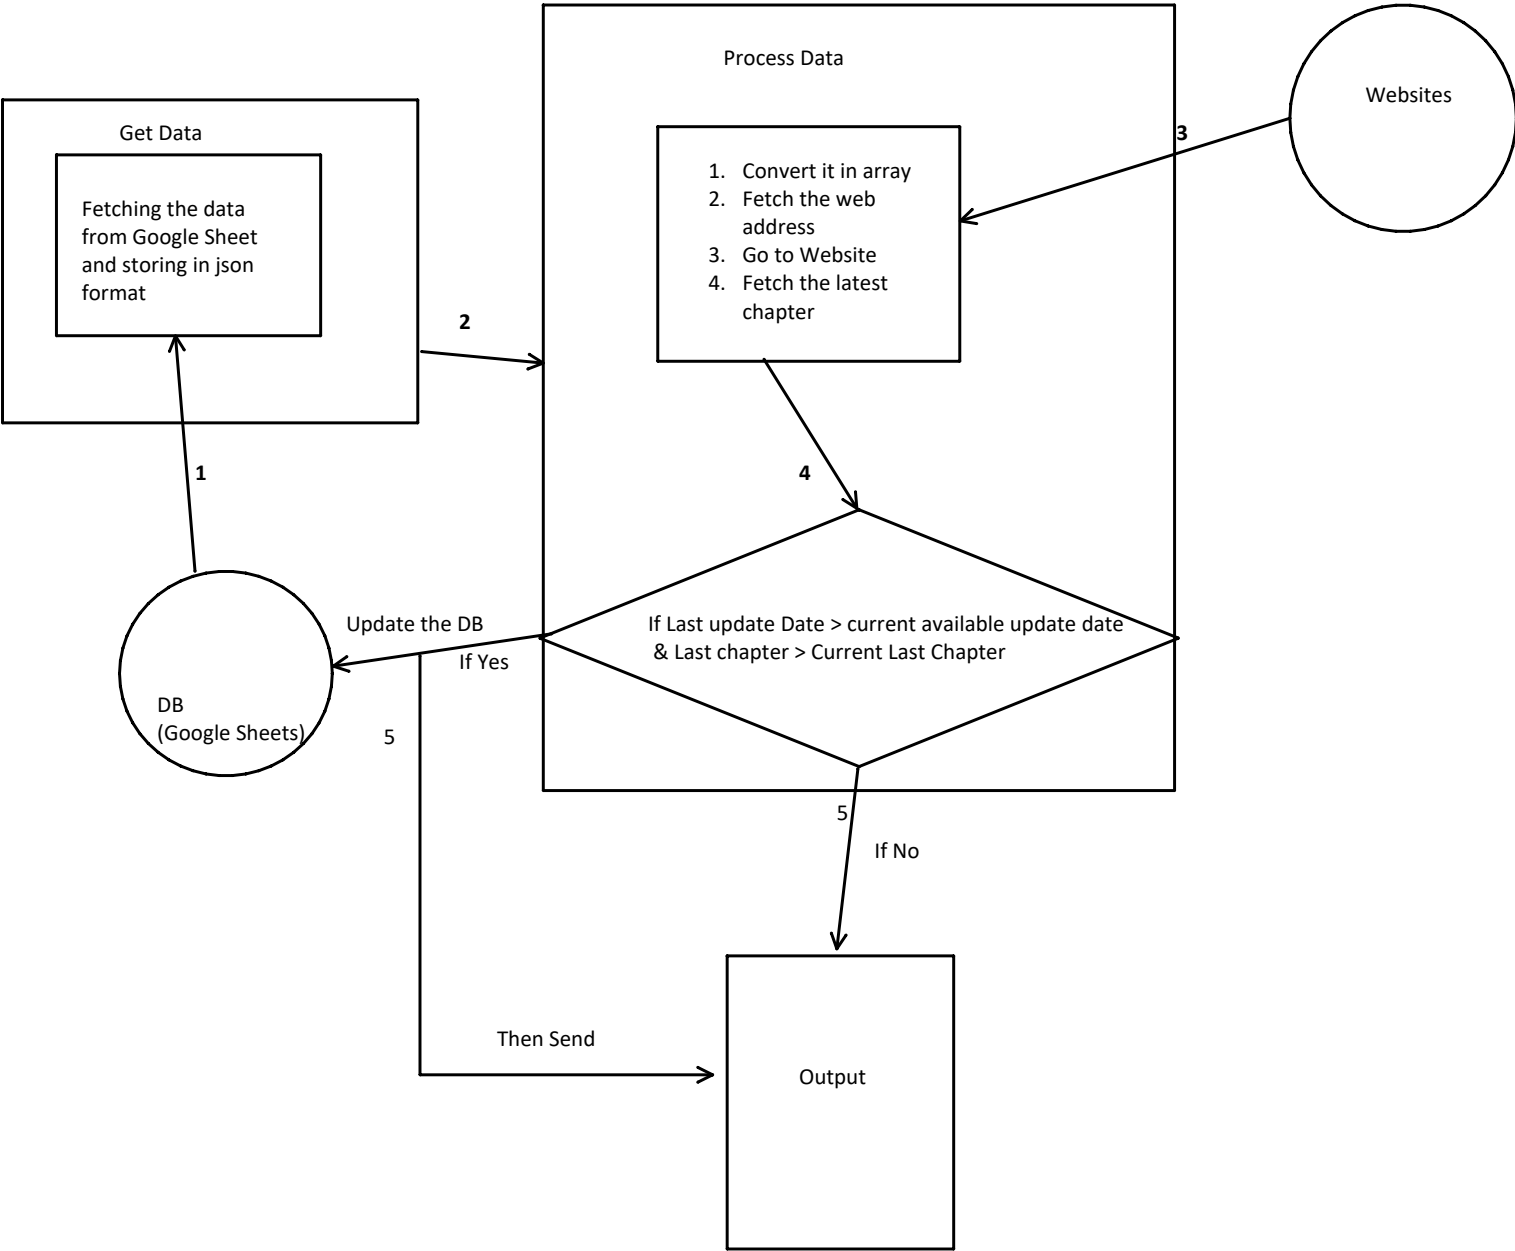 Process Data
Websites
Get Data
3
1. Convert it in array
2. Fetch the web
address
3. Go to Website
4. Fetch the latest
chapter
Fetching the data
from Google Sheet
and storing in json
format
2
1
4
Update the DB
If Yes
If Last update Date > current available update date
& Last chapter > Current Last Chapter
DB
(Google Sheets)
5
5
If No
Then Send
Output